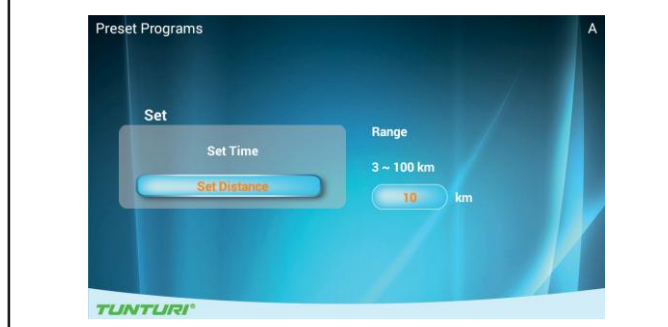 Preset Programs
A
Set
Set Time
Set Distance
Range
3 ~ 100 km
10 km
TUNTURI®